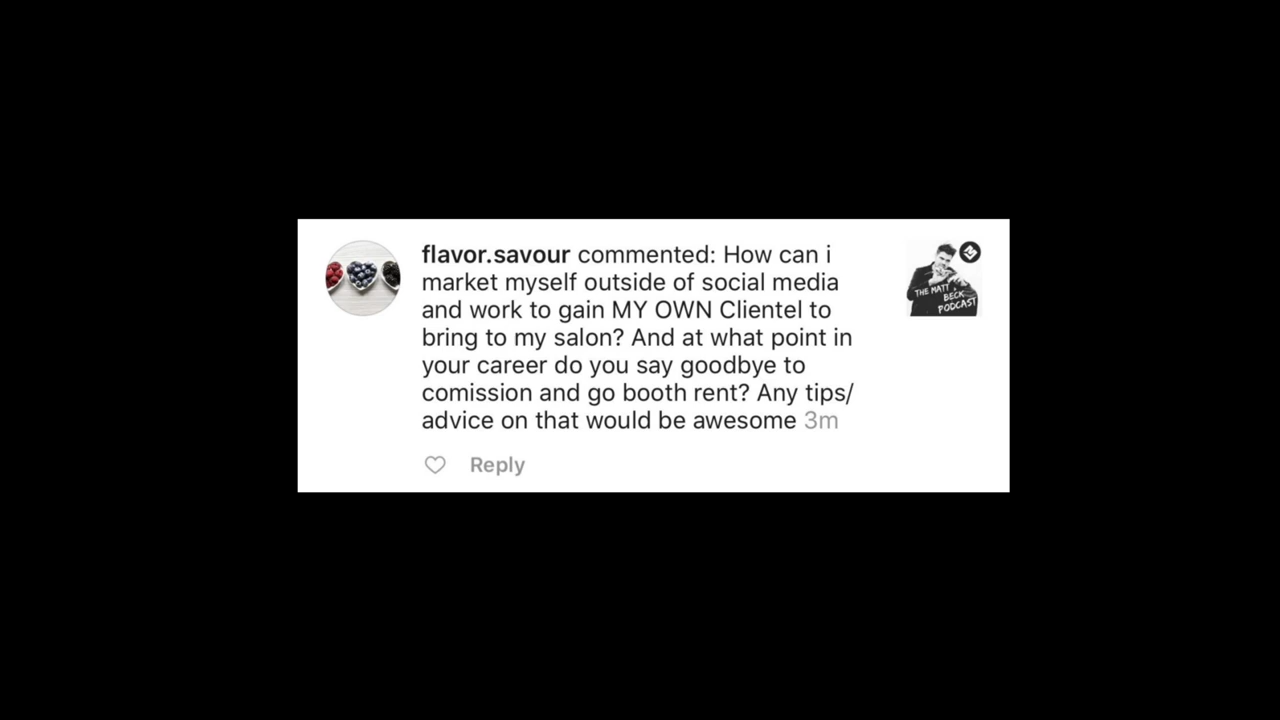 flavor.savour commented: How can i
market myself outside of social media
and work to gain MY OWN Clientel to
bring to my salon? And at what point in
your career do you say goodbye to
comission and go booth rent? Any tips/
advice on that would be awesome 3m
Reply
THE MATT
BECK
PODCAST